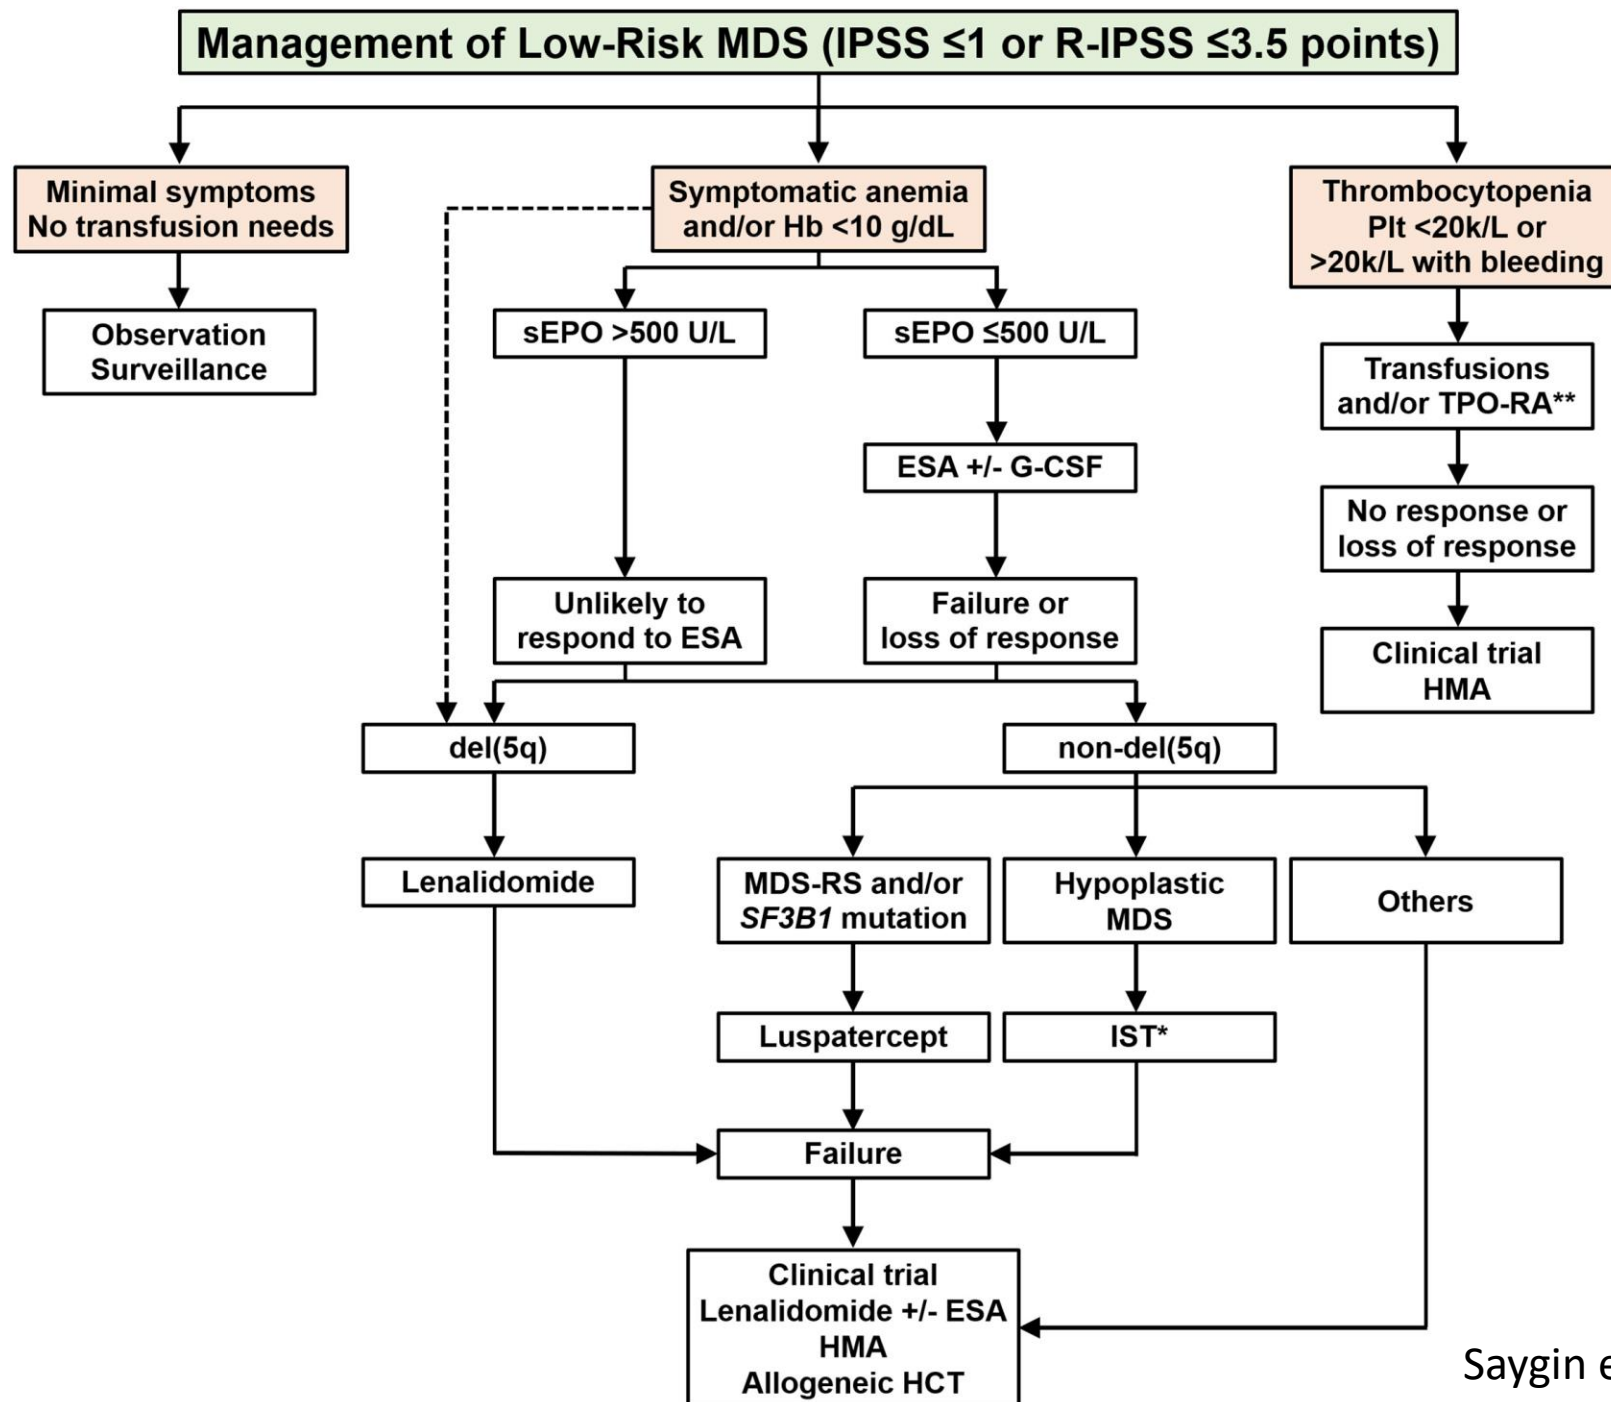 Management of Low-Risk MDS (IPSS ≤1 or R-IPSS ≤3.5 points)
Minimal symptoms
No transfusion needs
Symptomatic anemia
and/or Hb <10 g/dL
Thrombocytopenia
Plt <20k/L or
>20k/L with bleeding
Observation
Surveillance
sEPO >500 U/L
sEPO ≤500 U/L
Transfusions
and/or TPO-RA**
ESA +/- G-CSF
No response or
loss of response
Unlikely to
respond to ESA
Failure or
loss of response
Clinical trial
HMA
del(5q)
non-del(5q)
Lenalidomide
MDS-RS and/or
SF3B1 mutation
Hypoplastic
MDS
Others
Luspatercept
IST*
Failure
Clinical trial
Lenalidomide +/- ESA
HMA
Allogeneic HCT
Saygin e